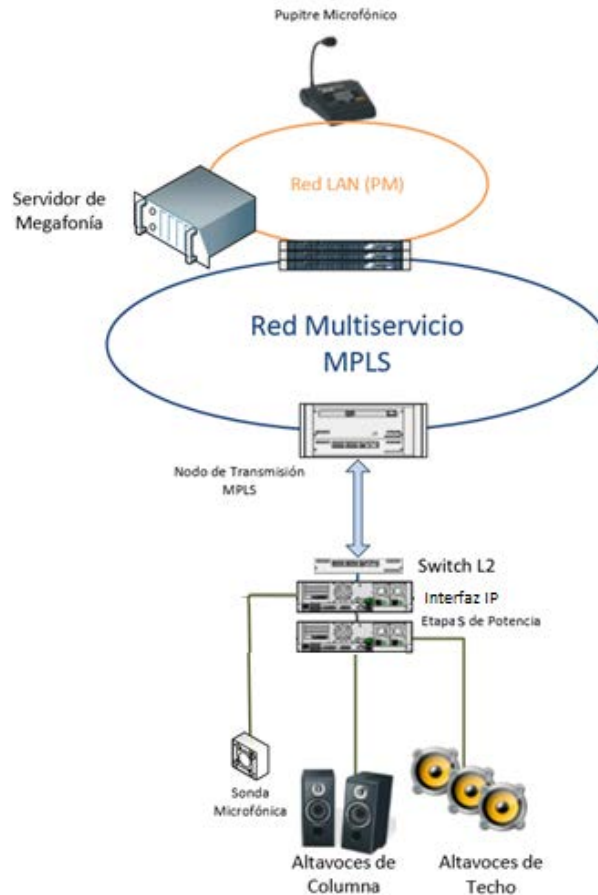 Pupitre Microfónico
Red LAN (PM)
Servidor de
Megafonía
Red Multiservicio
MPLS
Nodo de Transmisión
MPLS
Switch L2
Interfaz IP
Etapas de Potencia
Sonda
Microfónica
Altavoces de
Columna
Altavoces de
Techo